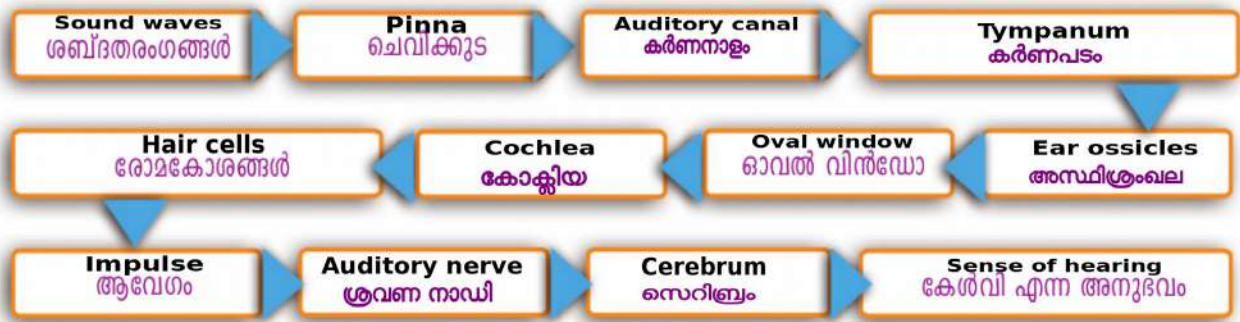 Sound waves
ശബ്ദതരംഗങ്ങൾ
Pinna
ചെവിക്കുട
Auditory canal
കർണനാളം
Tympanum
കർണപടം
Ear ossicles
അസ്ഥിശൃംഖല
Oval window
ഓവൽ വിൻഡോ
Cochlea
കോക്ലിയ
Hair cells
രോമകോശങ്ങൾ
Impulse
ആവേഗം
Auditory nerve
ശ്രവണ നാഡി
Cerebrum
സെറിബ്രം
Sense of hearing
കേൾവി എന്ന അനുഭവം